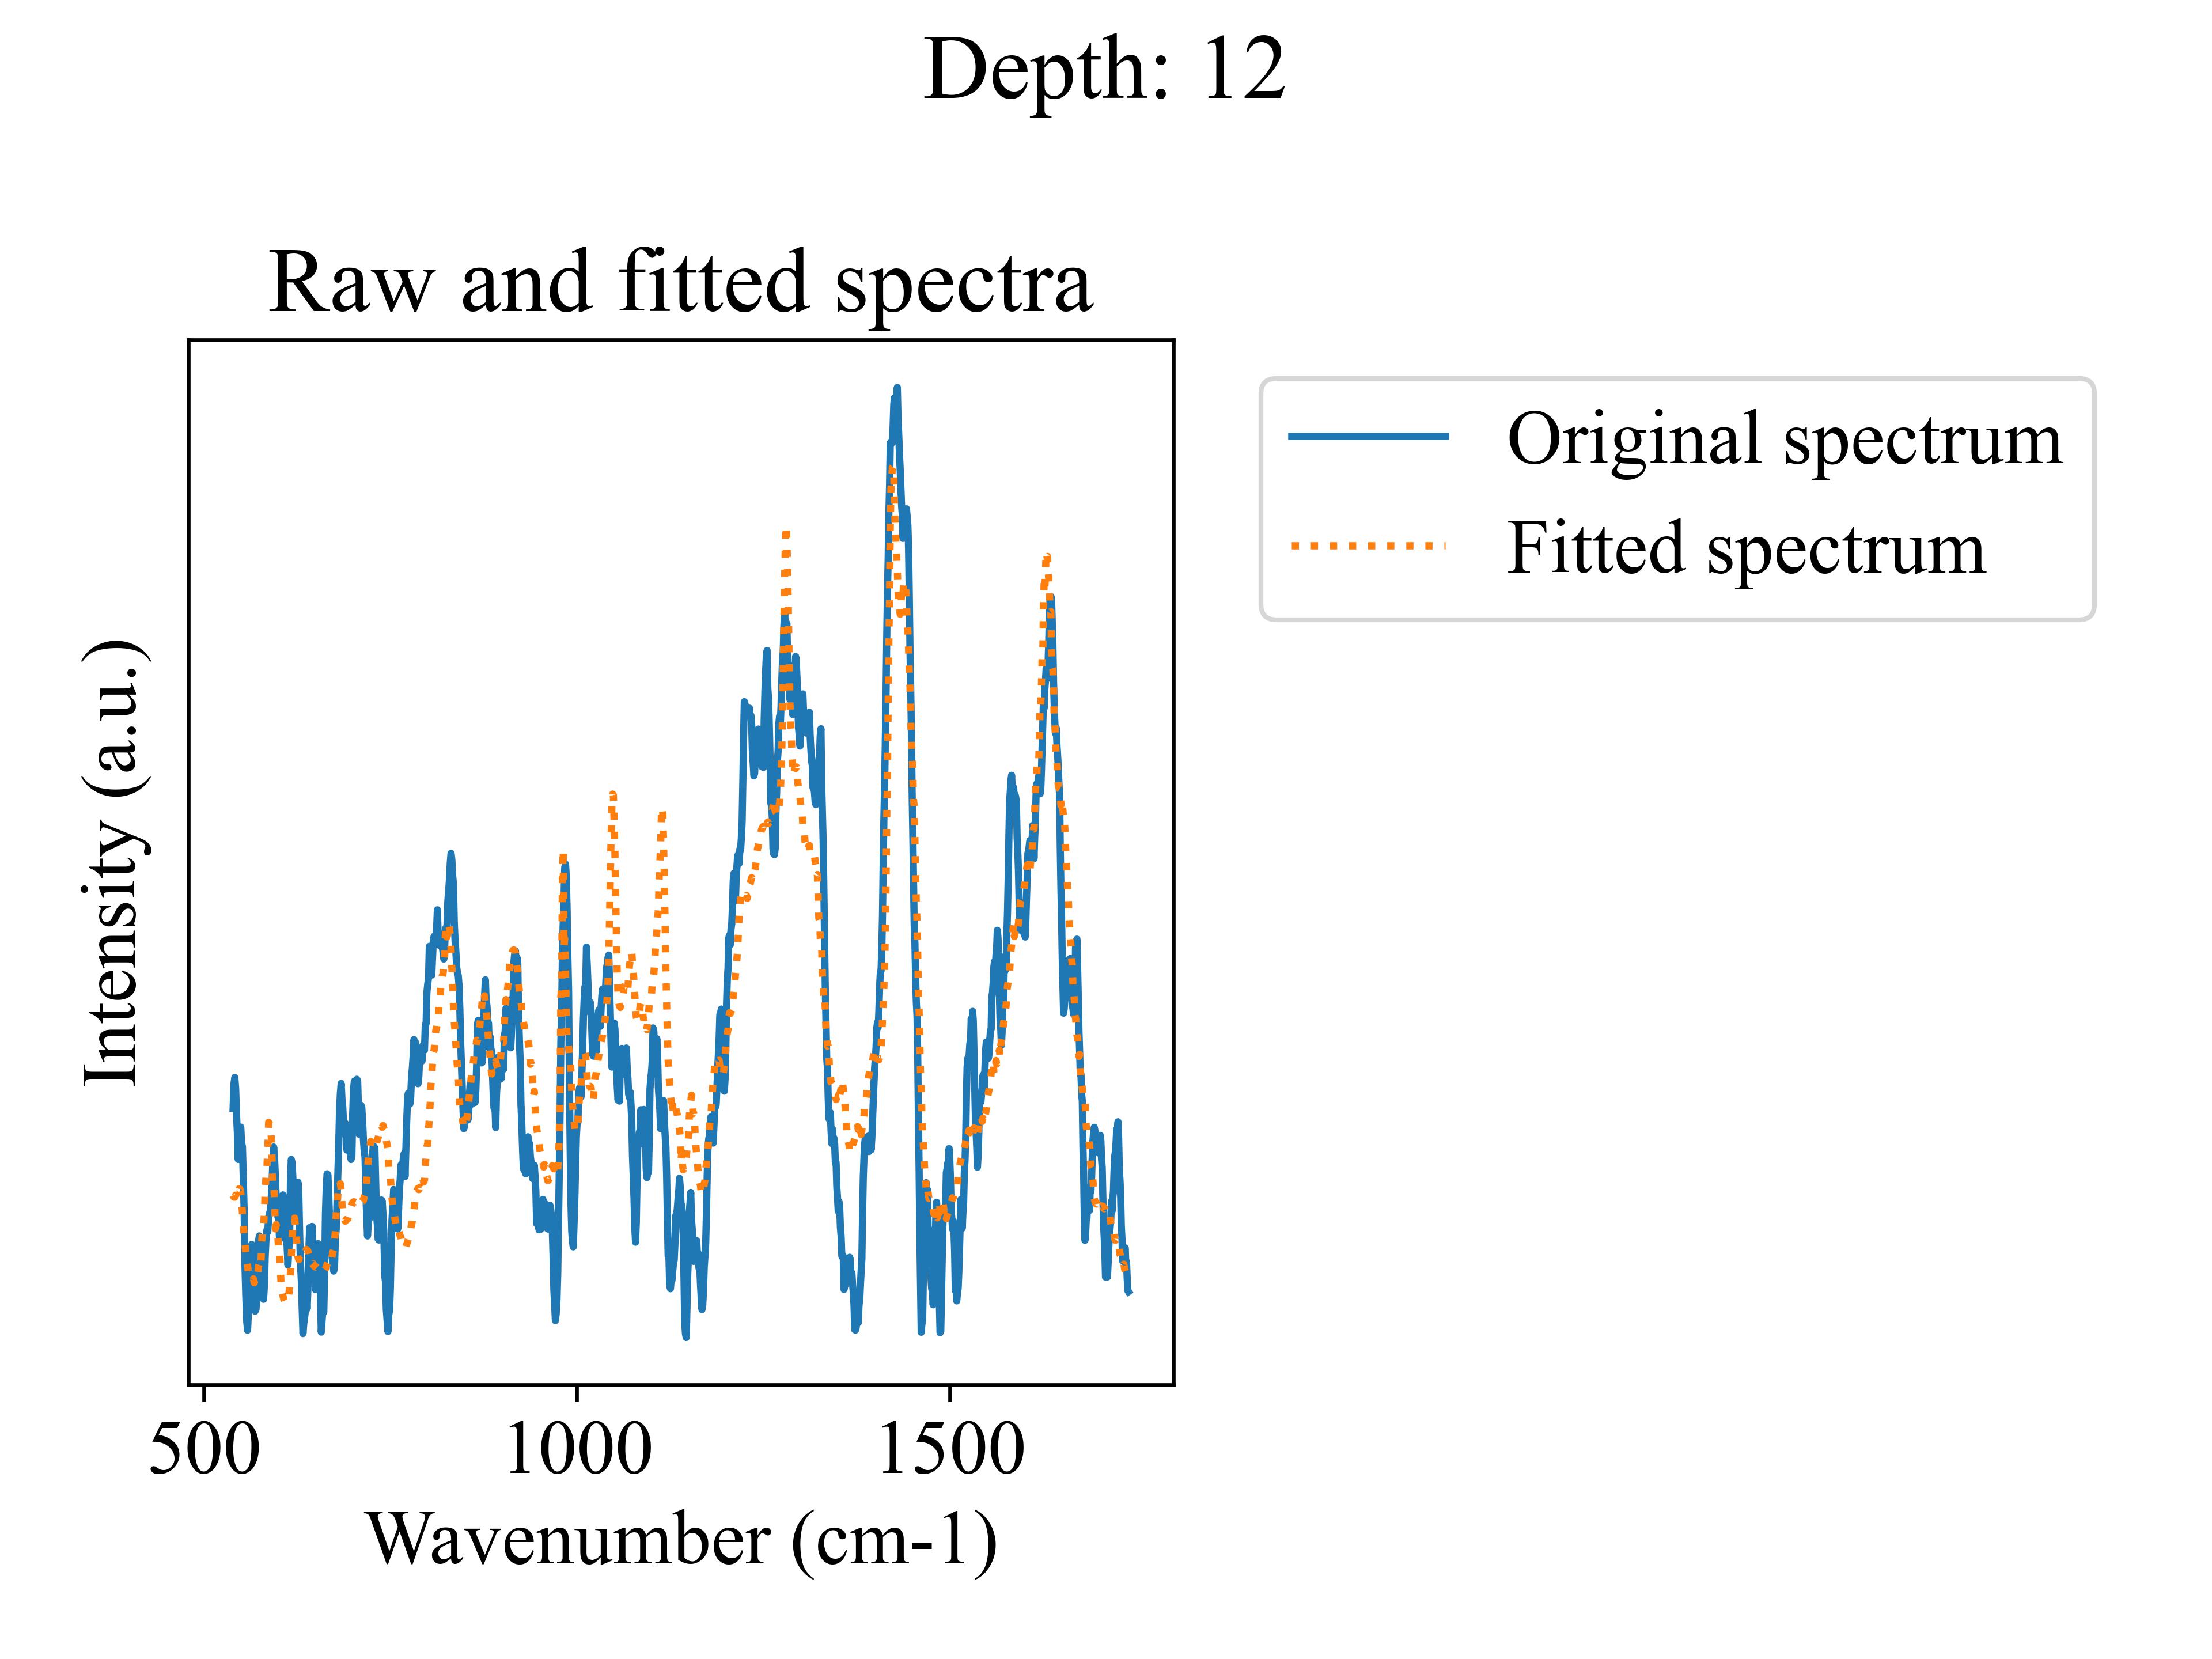 Depth: 12
Raw and fitted spectra
Original spectrum
Fitted spectrum
Intensity (a.u.)
500 1000 1500
Wavenumber (cm-1)